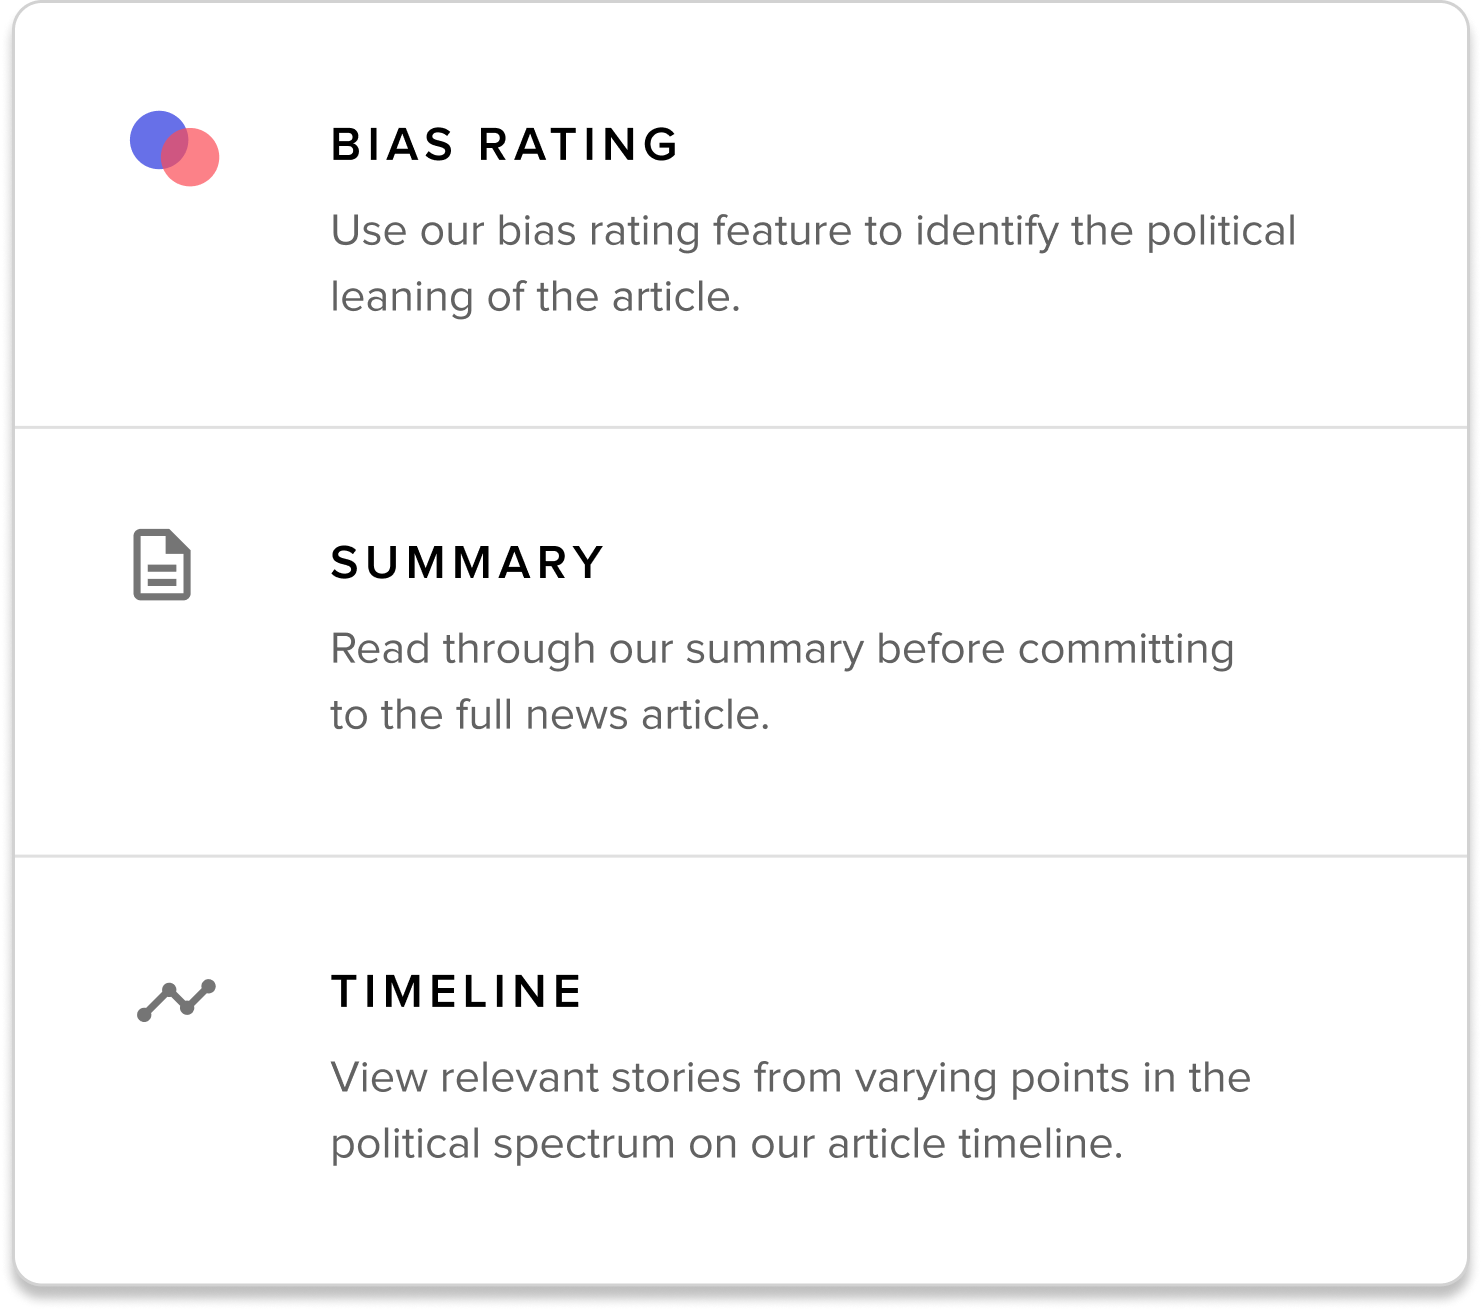 BIAS RATING
Use our bias rating feature to identify the political
leaning of the article.
SUMMARY
Read through our summary before committing
to the full news article.
TIMELINE
View relevant stories from varying points in the
political spectrum on our article timeline.